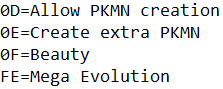 0D=Allow PKMN creation
0E=Create extra PKMN
0F=Beauty
FE=Mega Evolution